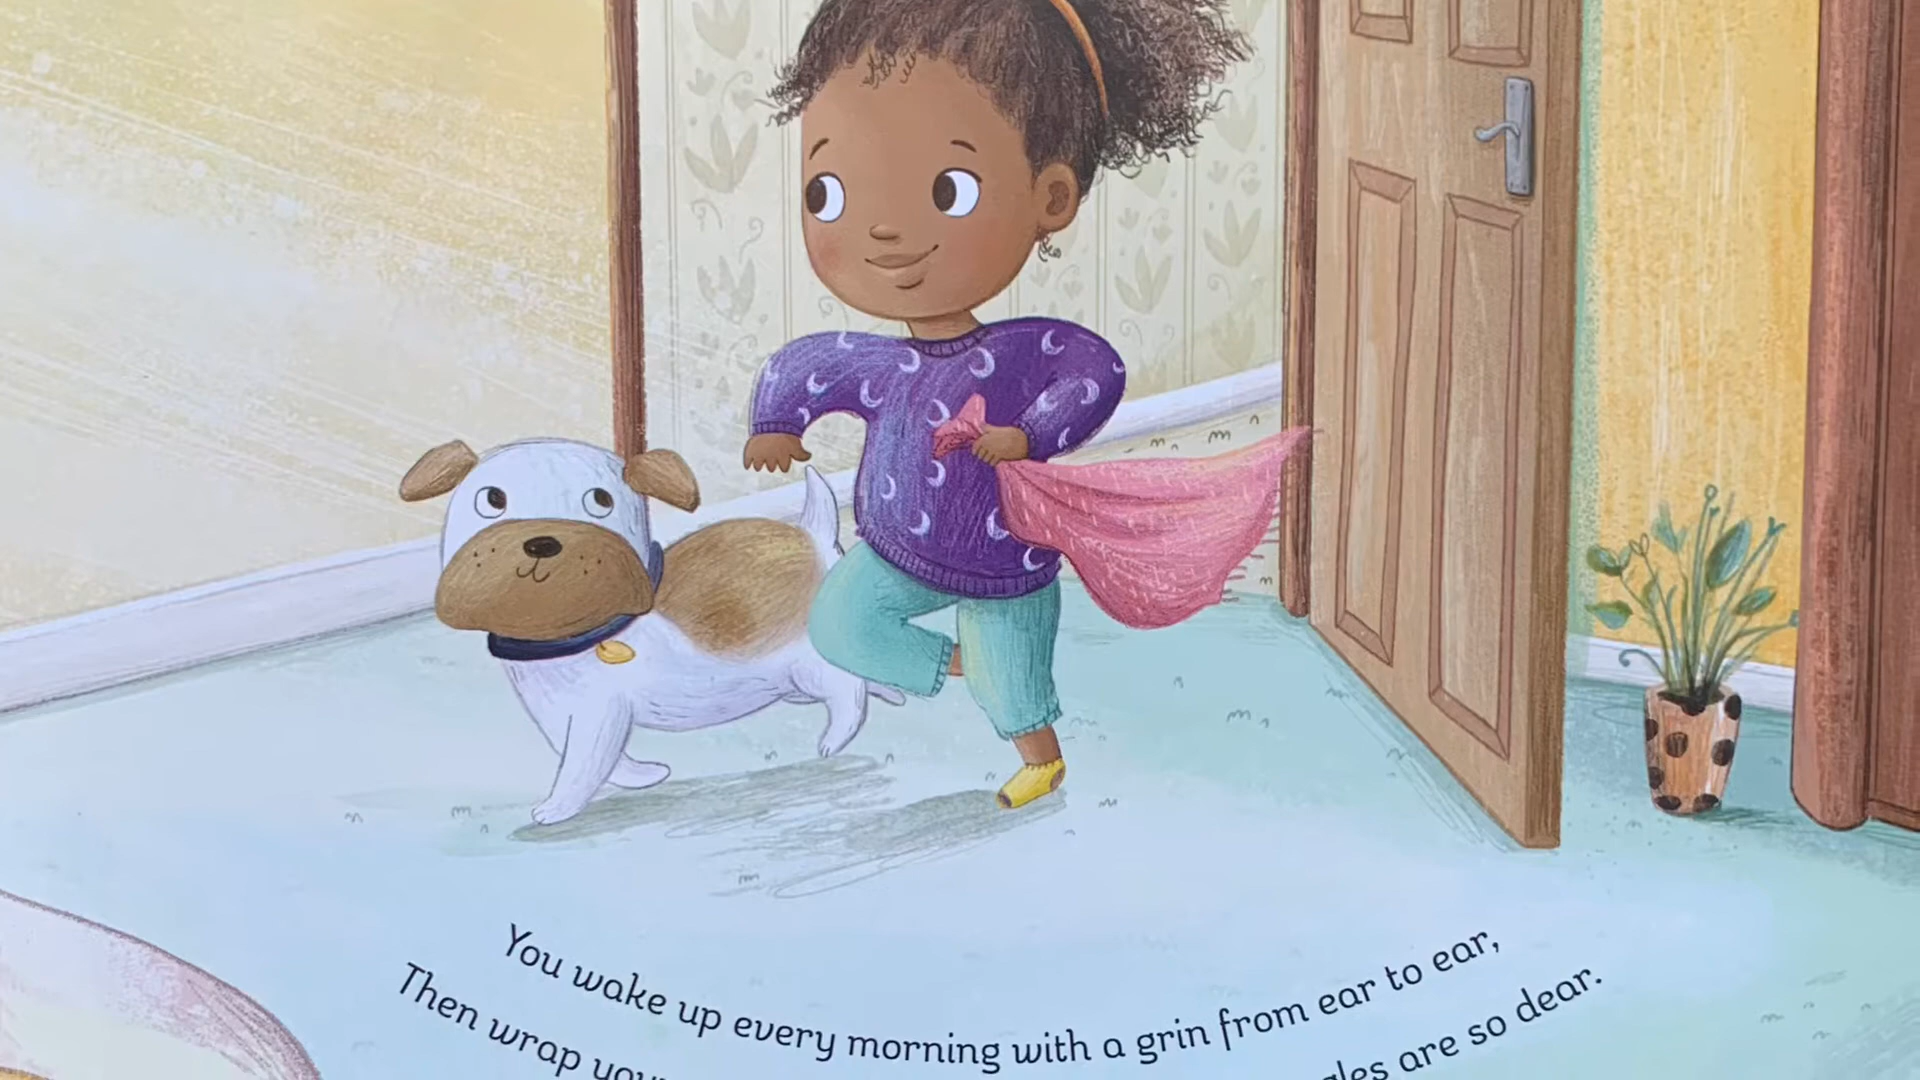 You wake up every morning with a grin from ear to ear,
Then wrap are so dear.